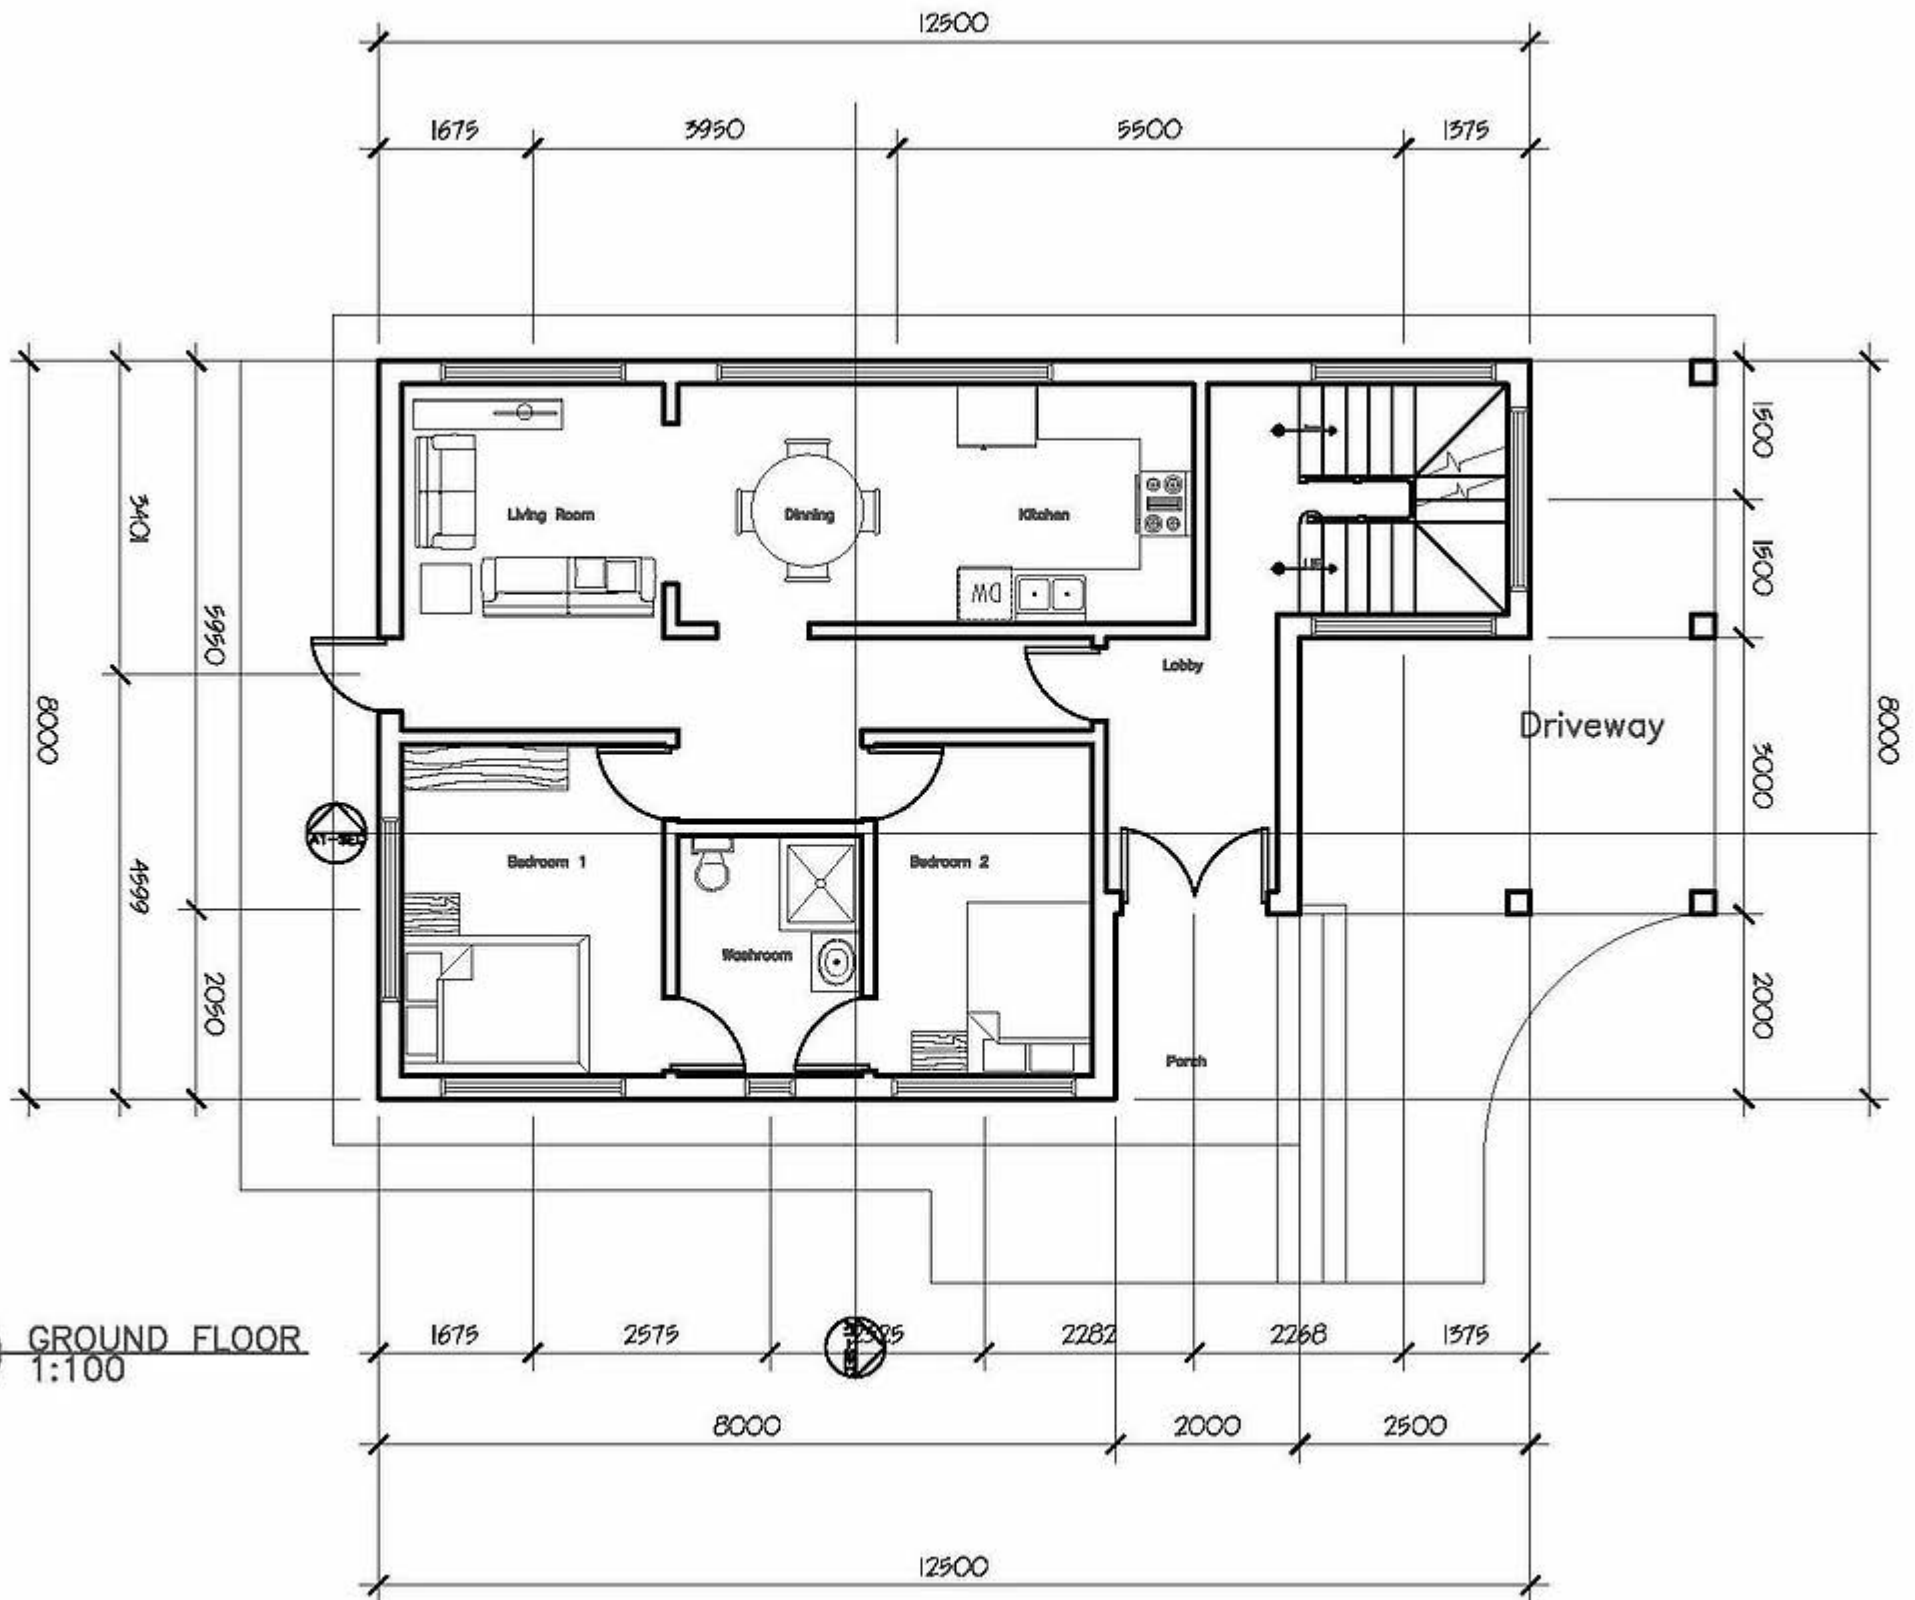 12500
1675 3950 5500 1375
1500
3401
Living Room Dinning Kitchen
DW
1500
5950
Lobby
8000
Driveway
3000
8000
Bedroom 1 Bedroom 2
4599
Washroom
2050
2000
Porch
GROUND FLOOR
1:100
1675 2575 2282 2268 1375
8000 2000 2500
12500